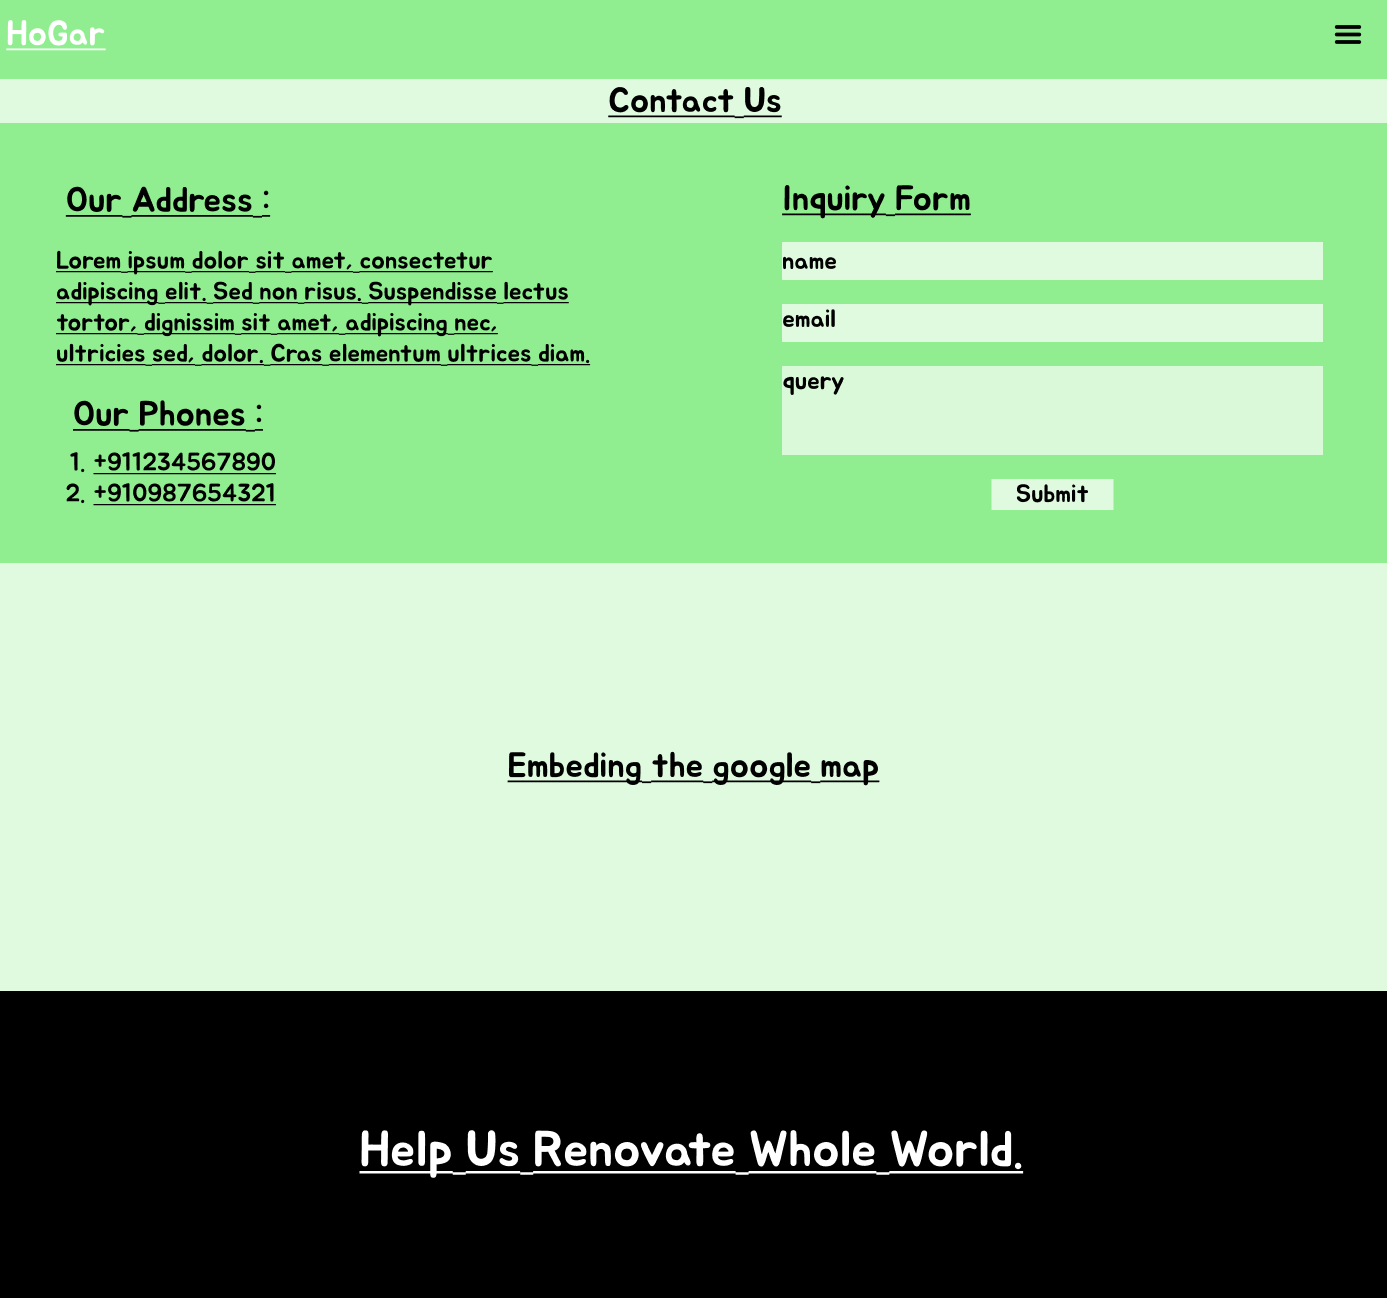 HoGar
Contact Us
Our Address :
Lorem ipsum dolor sit amet, consectetur
adipiscing elit. Sed non risus. Suspendisse lectus
tortor, dignissim sit amet, adipiscing nec,
ultricies sed, dolor. Cras elementum ultrices diam.
Our Phones :
1. +911234567890
2. +910987654321
Inquiry Form
name
email
query
Submit
Embeding the google map
Help Us Renovate Whole World.